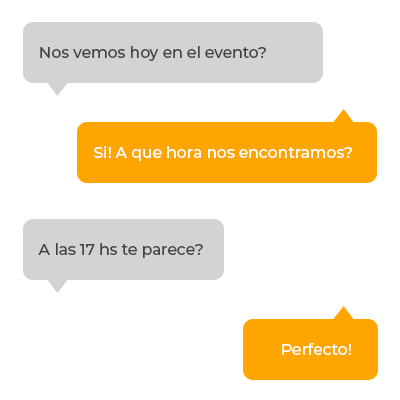 Nos vemos hoy en el evento?
Si! A que hora nos encontramos?
A las 17 hs te parece?
Perfecto!